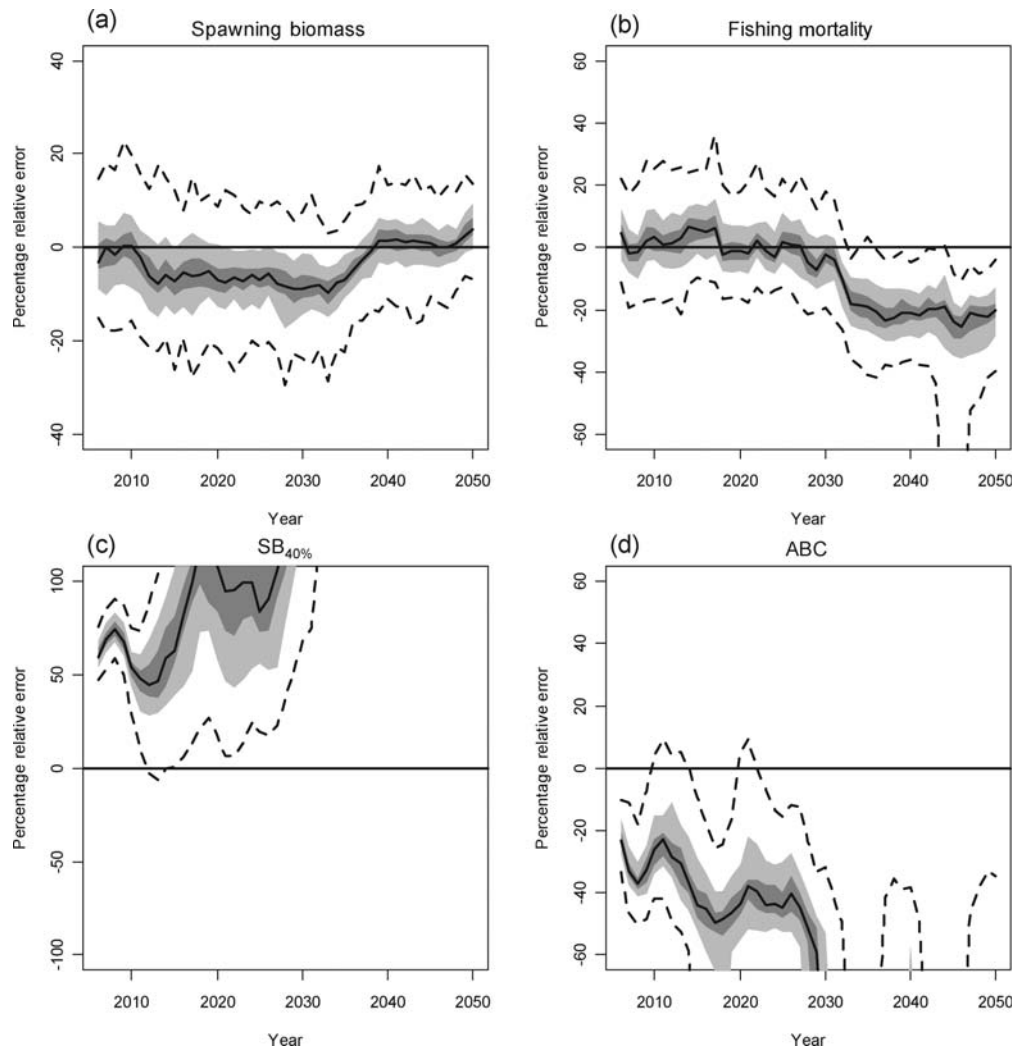 (a)
Spawning biomass
Percentage relative error
40
20
0
-20
-40
2010 2020 2030 2040 2050
Year
(b)
Fishing mortality
Percentage relative error
60
40
20
0
-20
-40
-60
2010 2020 2030 2040 2050
Year
(c)
SB40%
Percentage relative error
100
50
0
-50
-100
2010 2020 2030 2040 2050
Year
(d)
ABC
Percentage relative error
60
40
20
0
-20
-40
-60
2010 2020 2030 2040 2050
Year